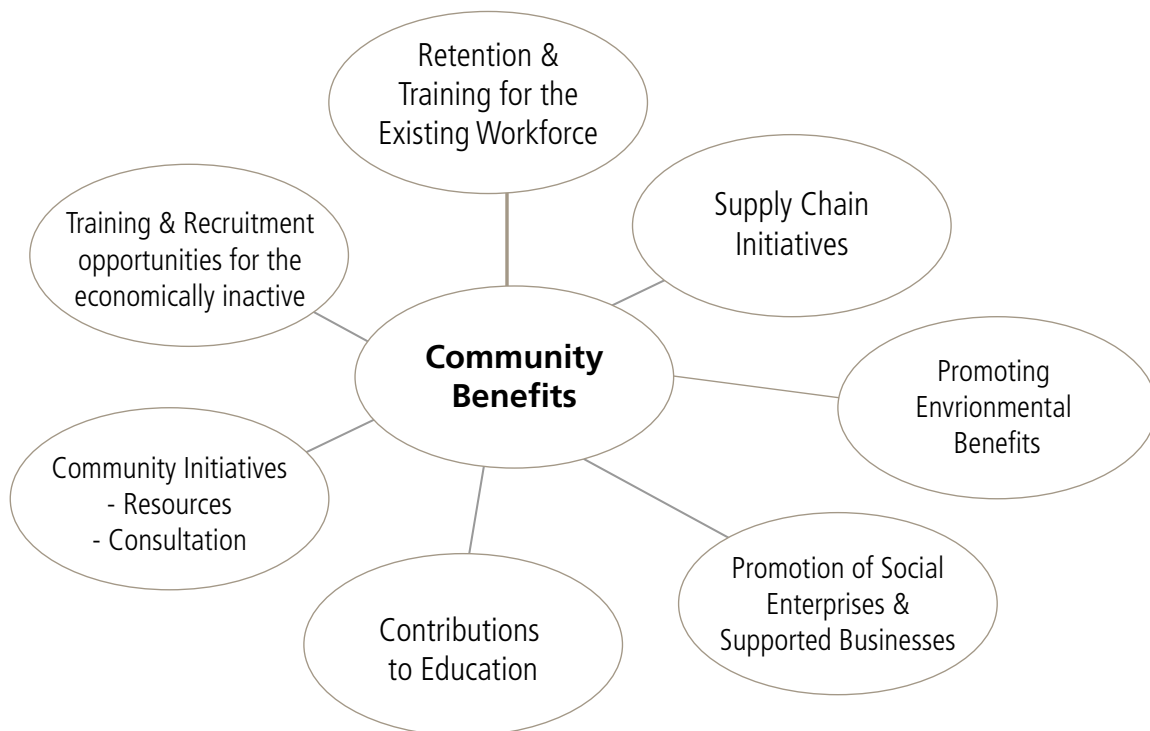 Retention &
Training for the
Existing Workforce
Supply Chain
Initiatives
Training & Recruitment
opportunities for the
economically inactive
Community
Benefits
Promoting
Envrionmental
Benefits
Community Initiatives
- Resources
- Consultation
Promotion of Social
Enterprises &
Supported Businesses
Contributions
to Education